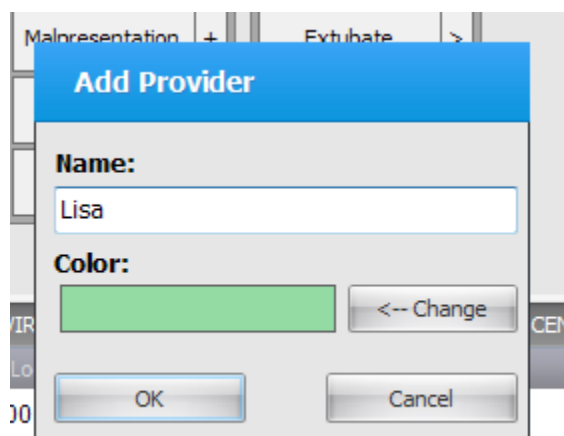 Malpresentation + Extubate >
Add Provider
Name:
Lisa
Color:
<-- Change
OK Cancel